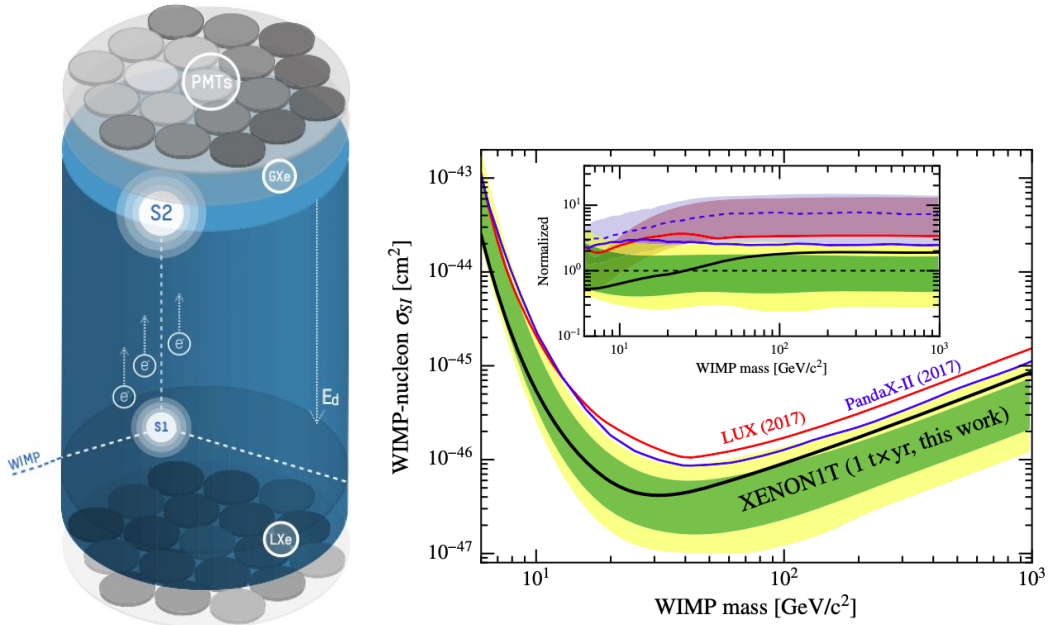 PMTs
GXe
S2
e⁻
e⁻
e⁻
E_d
S1
WIMP
LXe
WIMP-nucleon σ_SI [cm²]
10⁻⁴³
10⁻⁴⁴
10⁻⁴⁵
10⁻⁴⁶
10⁻⁴⁷
Normalized
10¹
10⁰
10⁻¹
10¹
10²
10³
WIMP mass [GeV/c²]
LUX (2017)
PandaX-II (2017)
XENON1T (1 t×yr, this work)
10¹
10²
10³
WIMP mass [GeV/c²]